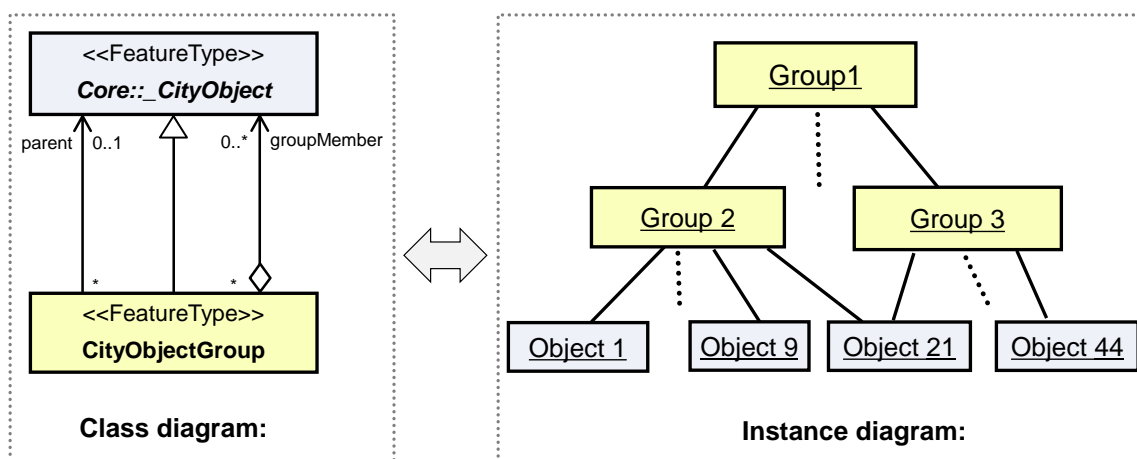 <<FeatureType>>
Core::_CityObject
parent 0..1 0..* groupMember
* *
<<FeatureType>>
CityObjectGroup
Class diagram:
Group1
Group 2 Group 3
Object 1 Object 9 Object 21 Object 44
Instance diagram: